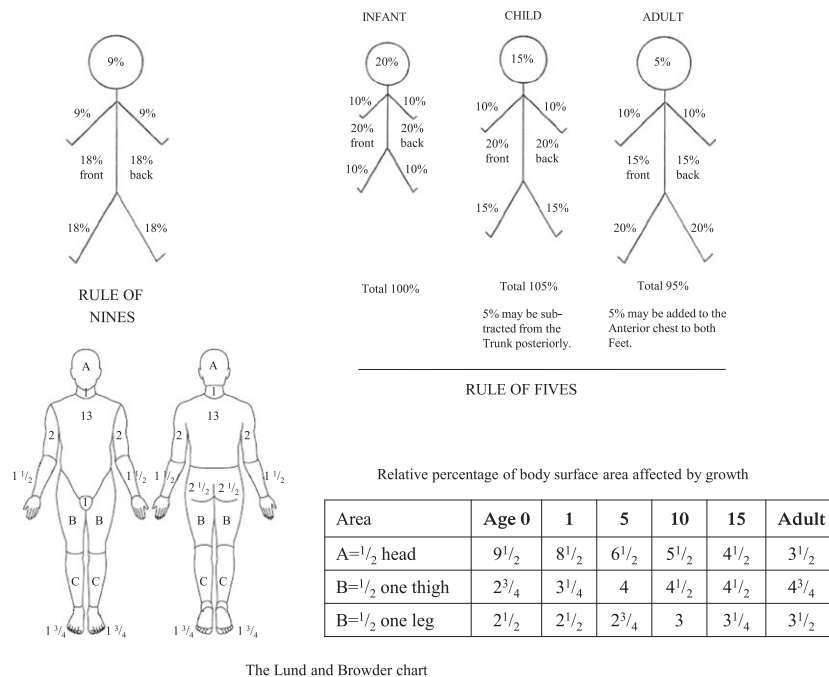 INFANT CHILD ADULT
9%
20%
15%
5%
9% 9%
10% 10%
10% 10%
10% 10%
18% 18%
front back
20% 20%
front back
20% 20%
front back
15% 15%
front back
18% 18%
10% 10%
15% 15%
20% 20%
RULE OF
NINES
Total 100%
Total 105%
5% may be sub-
tracted from the
Trunk posteriorly.
Total 95%
5% may be added to the
Anterior chest to both
Feet.
RULE OF FIVES
A
1
13
2 2
1 1/2 1 1/2
1
B B
C C
1 3/4 1 3/4
A
1
13
2 2
1 1/2 1 1/2
2 1/2 2 1/2
B B
C C
1 3/4 1 3/4
Relative percentage of body surface area affected by growth
Area Age 0 1 5 10 15 Adult
A=1/2 head 9 1/2 8 1/2 6 1/2 5 1/2 4 1/2 3 1/2
B=1/2 one thigh 2 3/4 3 1/4 4 4 1/2 4 1/2 4 3/4
B=1/2 one leg 2 1/2 2 1/2 2 3/4 3 3 1/4 3 1/2
The Lund and Browder chart